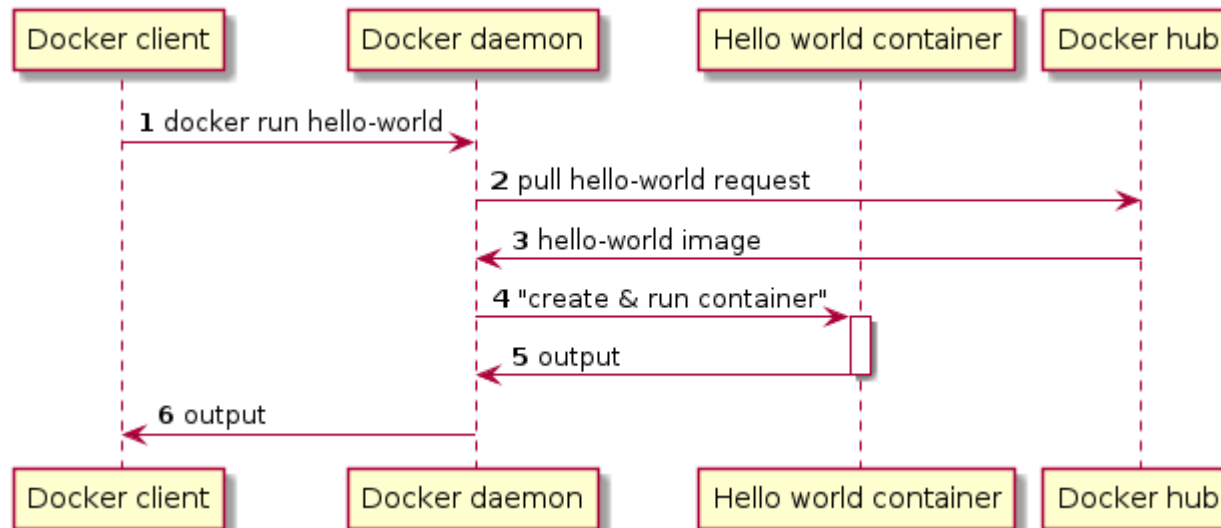 Docker client
Docker daemon
Hello world container
Docker hub
1 docker run hello-world
2 pull hello-world request
3 hello-world image
4 "create & run container"
5 output
6 output
Docker client
Docker daemon
Hello world container
Docker hub